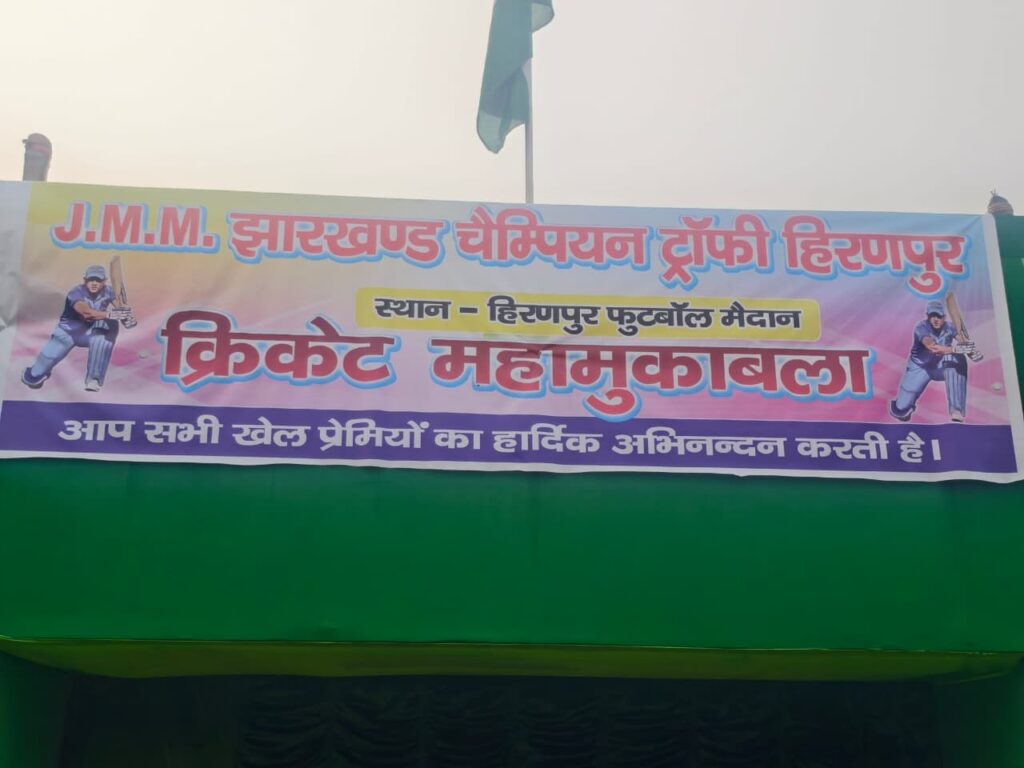 J.M.M. झारखण्ड चैम्पियन ट्रॉफी हिरणपुर
स्थान - हिरणपुर फुटबॉल मैदान
क्रिकेट महामुकाबला
आप सभी खेल प्रेमियों का हार्दिक अभिनन्दन करती है।